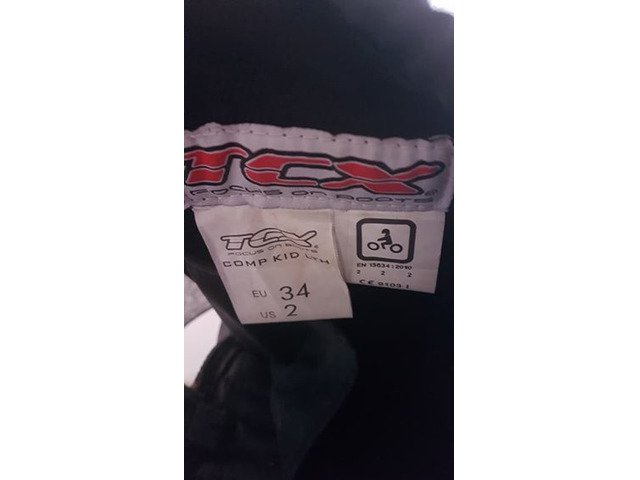 TCX
FOCUS ON BOOTS
TCX
FOCUS ON BOOTS
COMP KID
EU 34
US 2
EN 13634:2010
2 2 2
CE